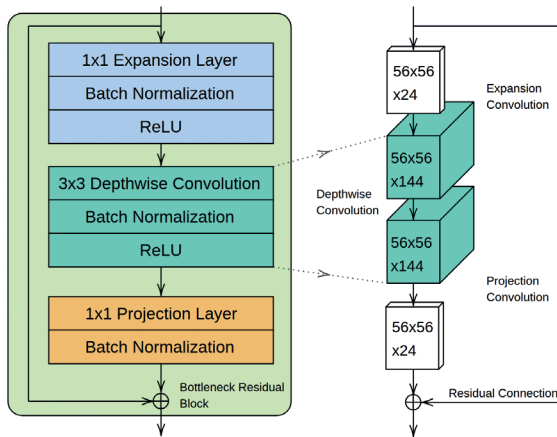 1x1 Expansion Layer
Batch Normalization
ReLU
3x3 Depthwise Convolution
Batch Normalization
ReLU
1x1 Projection Layer
Batch Normalization
Bottleneck Residual
Block
56x56
x24
Expansion
Convolution
56x56
x144
Depthwise
Convolution
56x56
x144
Projection
Convolution
56x56
x24
Residual Connection